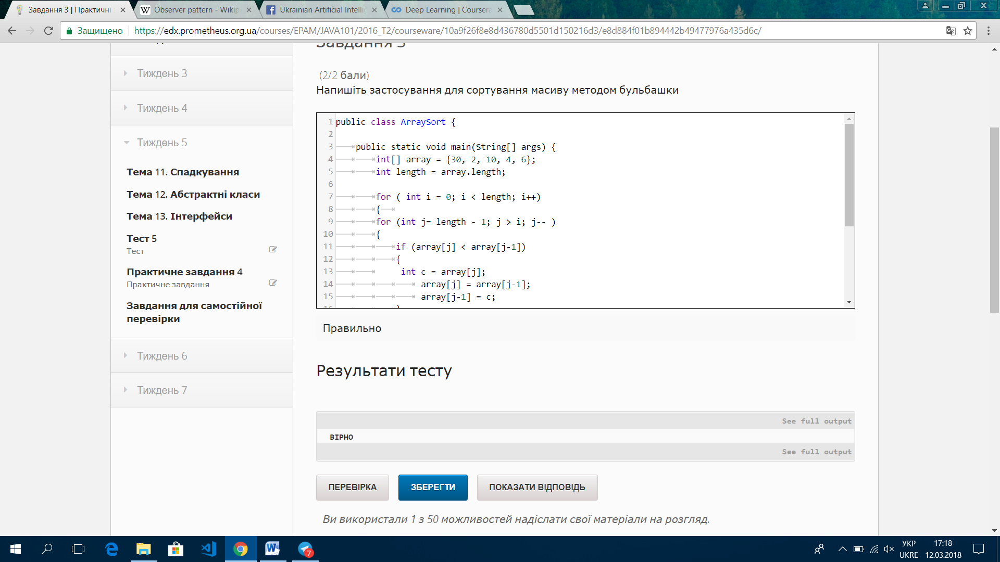 Завдання 3 | Практичні
Observer pattern - Wikip
Ukrainian Artificial Intellig
Deep Learning | Coursera
Защищено
https://edx.prometheus.org.ua/courses/EPAM/JAVA101/2016_T2/courseware/10a9f26f8e8d436780d5501d150216d3/e8d884f01b894442b49477976a435d6c/
Тиждень 3
Тиждень 4
Тиждень 5
Тема 11. Спадкування
Тема 12. Абстрактні класи
Тема 13. Інтерфейси
Тест 5
Тест
Практичне завдання 4
Практичне завдання
Завдання для самостійної
перевірки
Тиждень 6
Тиждень 7
Завдання 3
(2/2 бали)
Напишіть застосування для сортування масиву методом бульбашки
1 public class ArraySort {
2
3 public static void main(String[] args) {
4 int[] array = {30, 2, 10, 4, 6};
5 int length = array.length;
6
7 for ( int i = 0; i < length; i++)
8 {
9 for (int j= length - 1; j > i; j-- )
10 {
11 if (array[j] < array[j-1])
12 {
13 int c = array[j];
14 array[j] = array[j-1];
15 array[j-1] = c;
16 }
Правильно
Результати тесту
See full output
ВІРНО
See full output
ПЕРЕВІРКА
ЗБЕРЕГТИ
ПОКАЗАТИ ВІДПОВІДЬ
Ви використали 1 з 50 можливостей надіслати свої матеріали на розгляд.
7
УКР
UKRE
17:18
12.03.2018